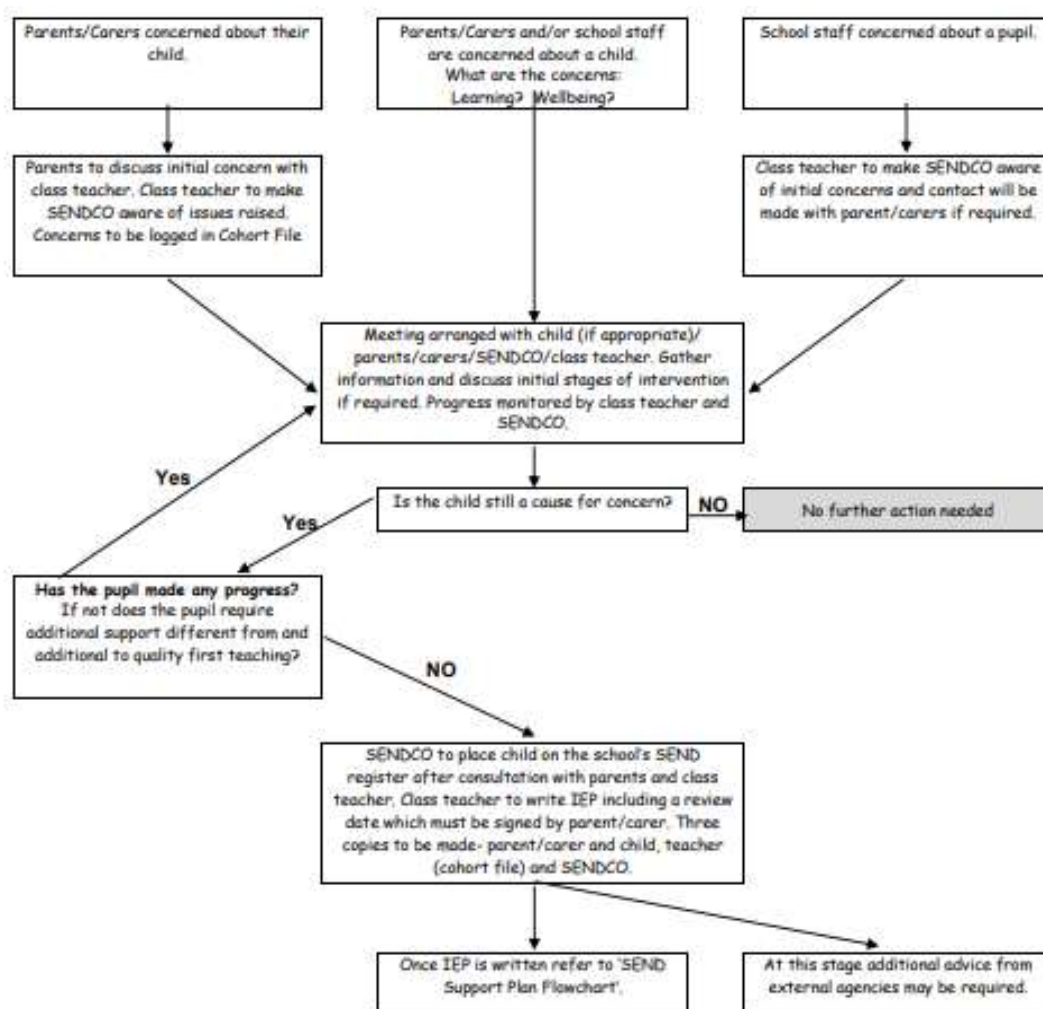 Parents/Carers concerned about their
child.
Parents/Carers and/or school staff
are concerned about a child.
What are the concerns:
Learning? Wellbeing?
School staff concerned about a pupil.
Parents to discuss initial concern with
class teacher. Class teacher to make
SENDCO aware of issues raised.
Concerns to be logged in Cohort File
Class teacher to make SENDCO aware
of initial concerns and contact will be
made with parent/carers if required.
Meeting arranged with child (if appropriate)/
parents/carers/SENDCO/class teacher. Gather
information and discuss initial stages of intervention
if required. Progress monitored by class teacher and
SENDCO.
Yes
Is the child still a cause for concern?
NO
No further action needed
Yes
Has the pupil made any progress?
If not does the pupil require
additional support different from and
additional to quality first teaching?
NO
SENDCO to place child on the school's SEND
register after consultation with parents and class
teacher. Class teacher to write IEP including a review
date which must be signed by parent/carer. Three
copies to be made- parent/carer and child, teacher
(cohort file) and SENDCO.
Once IEP is written refer to 'SEND
Support Plan Flowchart'.
At this stage additional advice from
external agencies may be required.